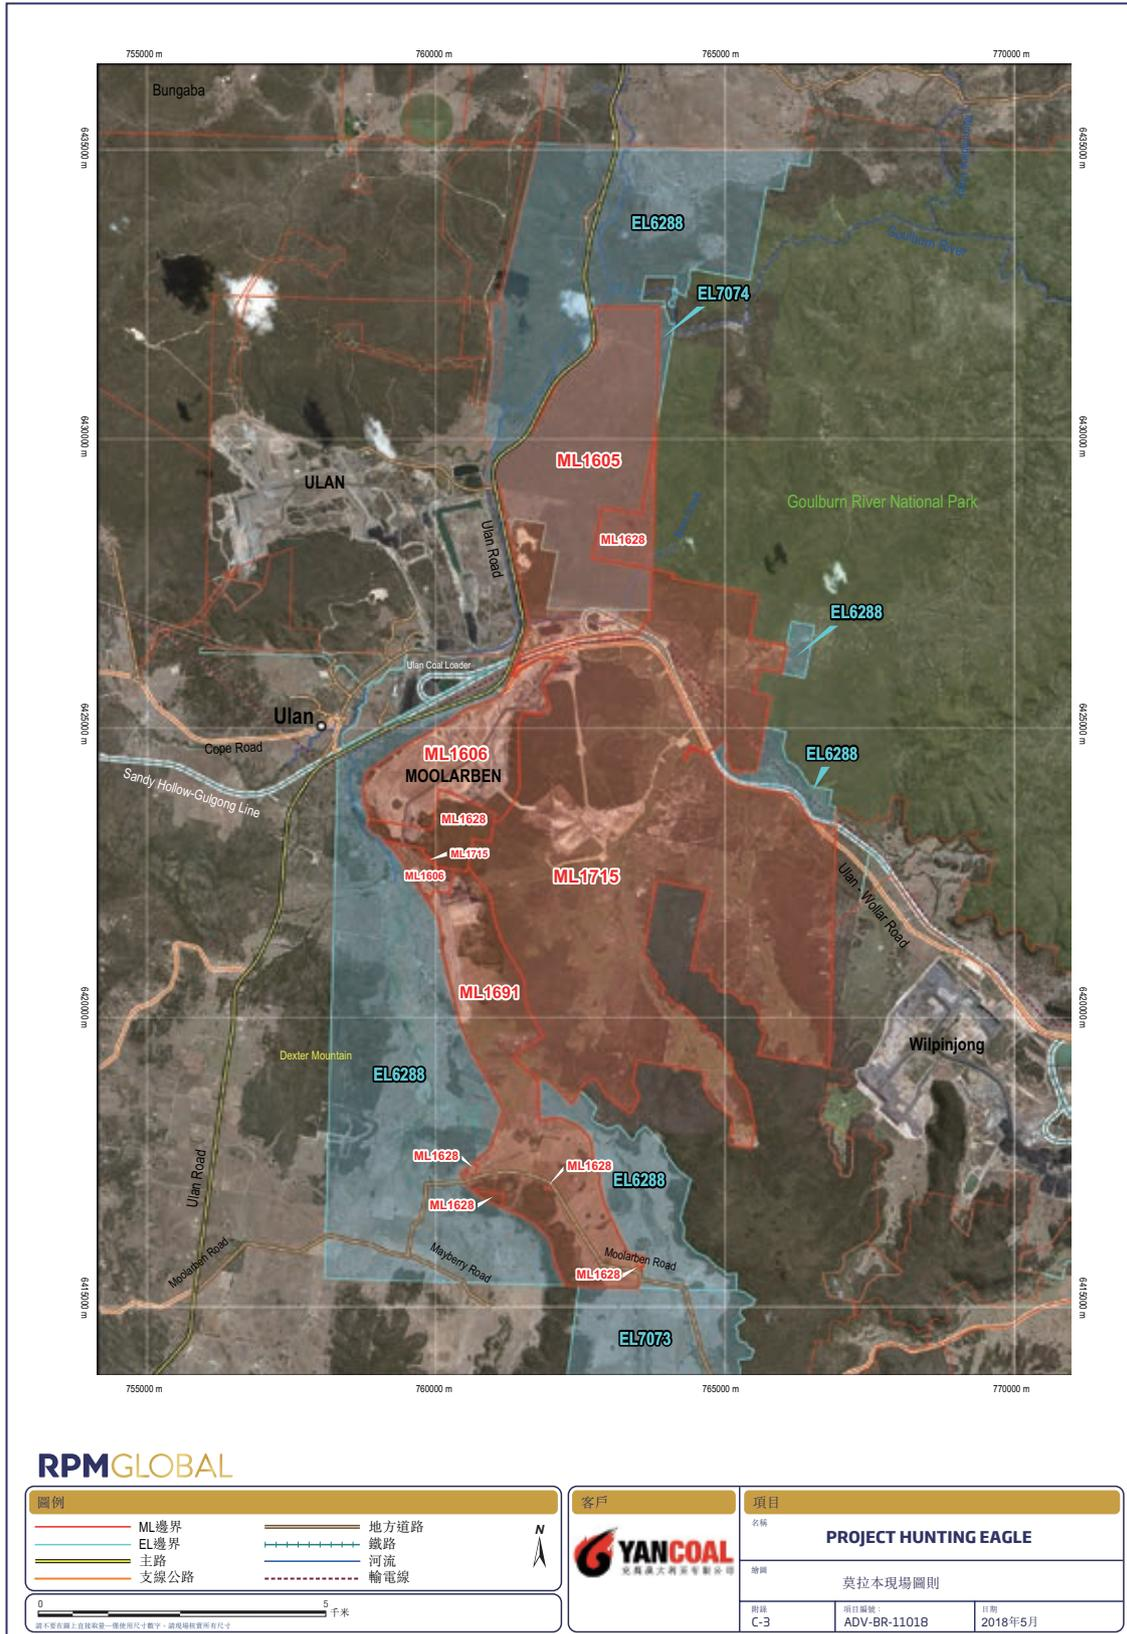 755000 m
760000 m
765000 m
770000 m
Bungaba
6435000 m
6435000 m
EL6288
Goulburn River
EL7074
6430000 m
6430000 m
ML1605
ULAN
Goulburn River National Park
Ulan Road
ML1628
EL6288
Ulan Coal Loader
Ulan
6425000 m
6425000 m
Cope Road
ML1606
EL6288
MOOLARBEN
Sandy Hollow-Gulgong Line
ML1628
ML1715
ML1606
ML1715
Ulan - Wollar Road
ML1691
6420000 m
6420000 m
Wilpinjong
Dexter Mountain
EL6288
ML1628
ML1628
EL6288
Ulan Road
ML1628
Moolarben Road
Mayberry Road
Moolarben Road
ML1628
6415000 m
6415000 m
EL7073
755000 m
760000 m
765000 m
770000 m
RPMGLOBAL
圖例
ML邊界
EL邊界
主路
支線公路
地方道路
鐵路
河流
輸電線
N
0 5 千米
客戶
YANCOAL
項目
名稱
PROJECT HUNTING EAGLE
繪圖
莫拉本現場圖則
附錄
C-3
項目編號：
ADV-BR-11018
日期
2018年5月